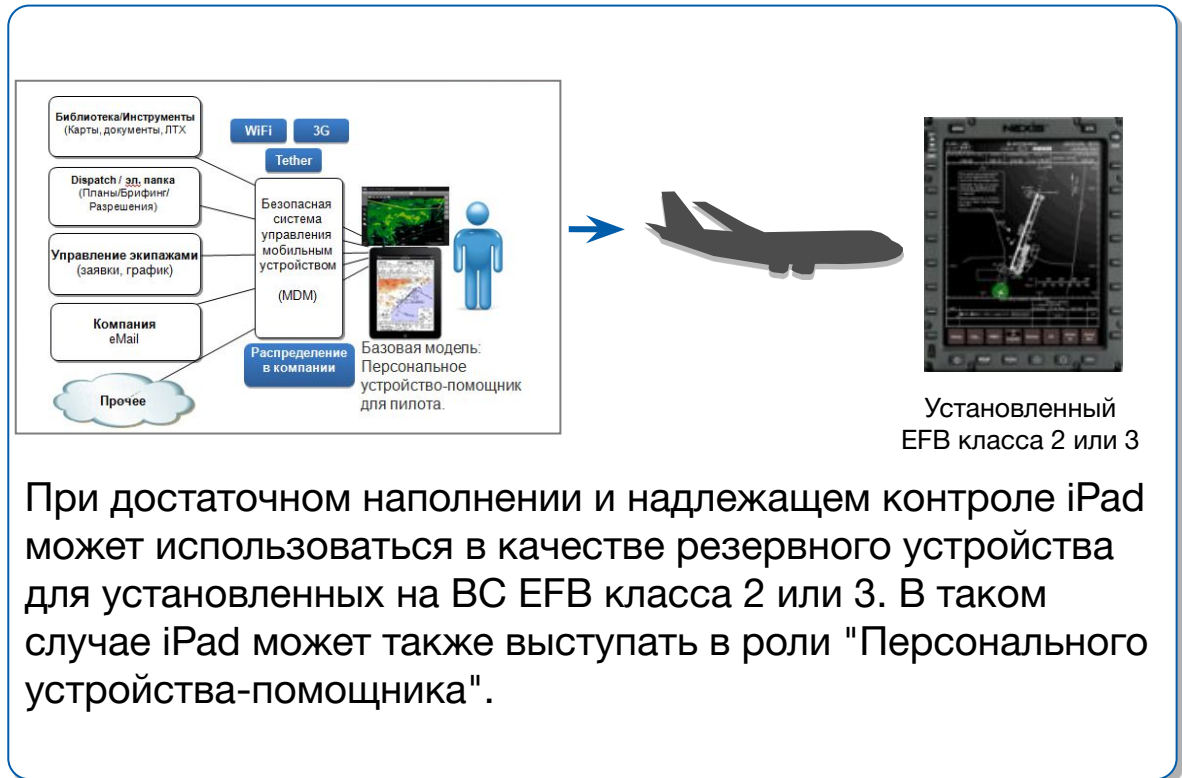 Библиотека/Инструменты
(Карты, документы, ЛТХ
Dispatch / эл. папка
(Планы/Брифинг/
Разрешения)
Управление экипажами
(заявки, график)
Компания
eMail
Прочее
WiFi
3G
Tether
Безопасная
система
управления
мобильным
устройством
(MDM)
Распределение
в компании
Базовая модель:
Персональное
устройство-помощник
для пилота.
NEXIS
Установленный
EFB класса 2 или 3
При достаточном наполнении и надлежащем контроле iPad
может использоваться в качестве резервного устройства
для установленных на ВС EFB класса 2 или 3. В таком
случае iPad может также выступать в роли "Персонального
устройства-помощника".